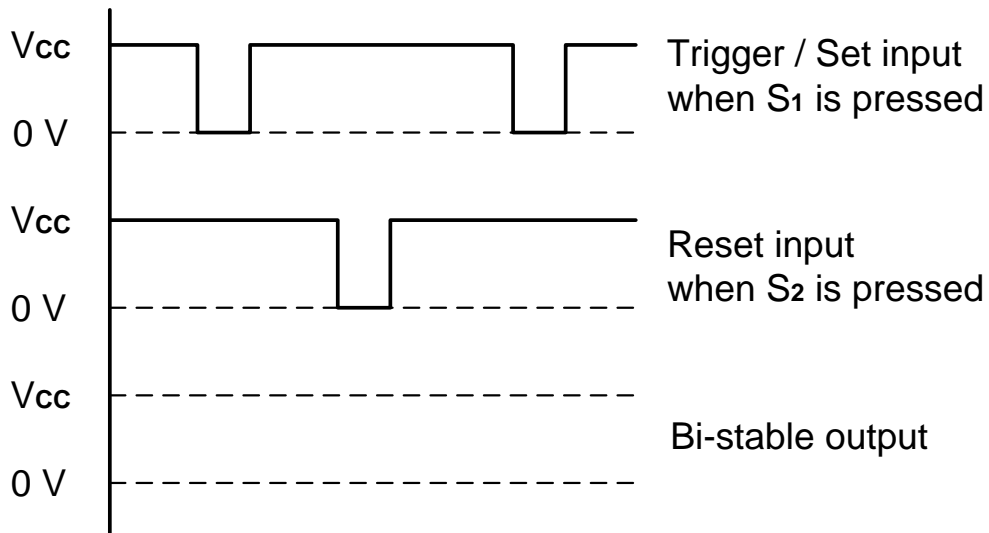 Vcc
Trigger / Set input
when S1 is pressed
0 V
Vcc
Reset input
when S2 is pressed
0 V
Vcc
Bi-stable output
0 V